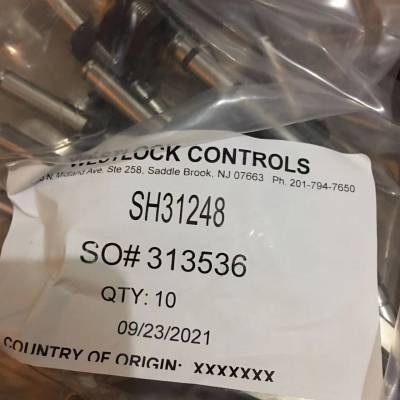 WESTLOCK CONTROLS
N. Midland Ave. Ste 258, Saddle Brook, NJ 07663 Ph. 201-794-7650
SH31248
SO# 313536
QTY: 10
09/23/2021
COUNTRY OF ORIGIN: XXXXXXX